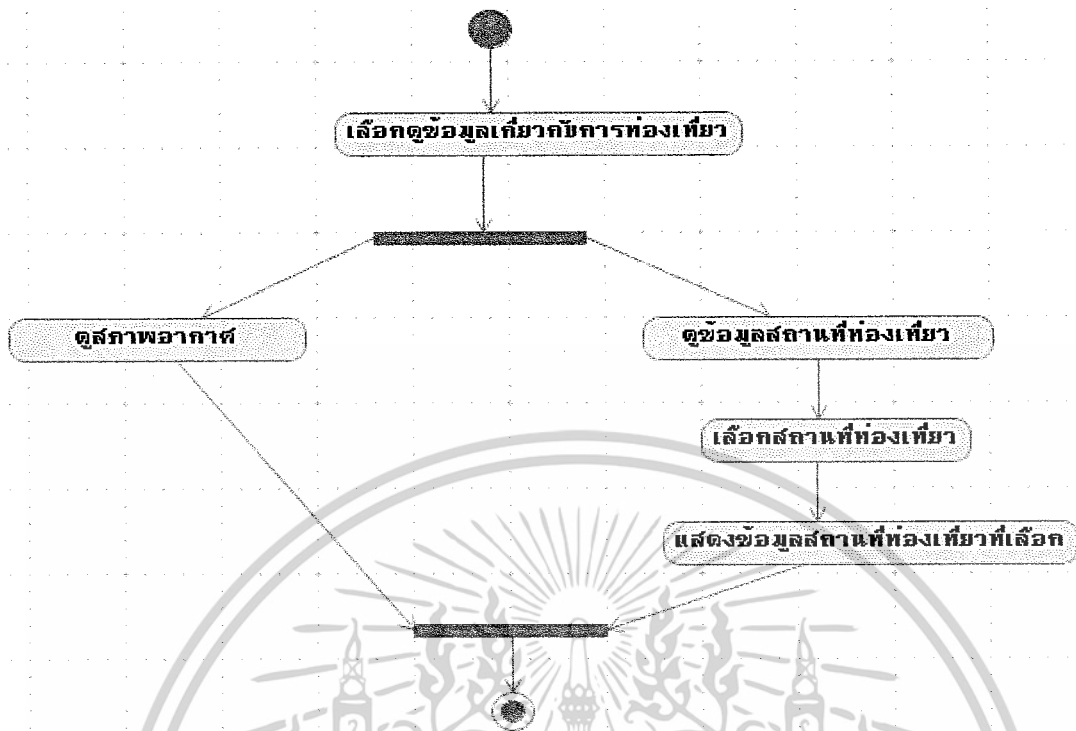 เลือกดูข้อมูลเกี่ยวกับการท่องเที่ยว
ดูสภาพอากาศ
ดูข้อมูลสถานที่ท่องเที่ยว
เลือกสถานที่ท่องเที่ยว
แสดงข้อมูลสถานที่ท่องเที่ยวที่เลือก